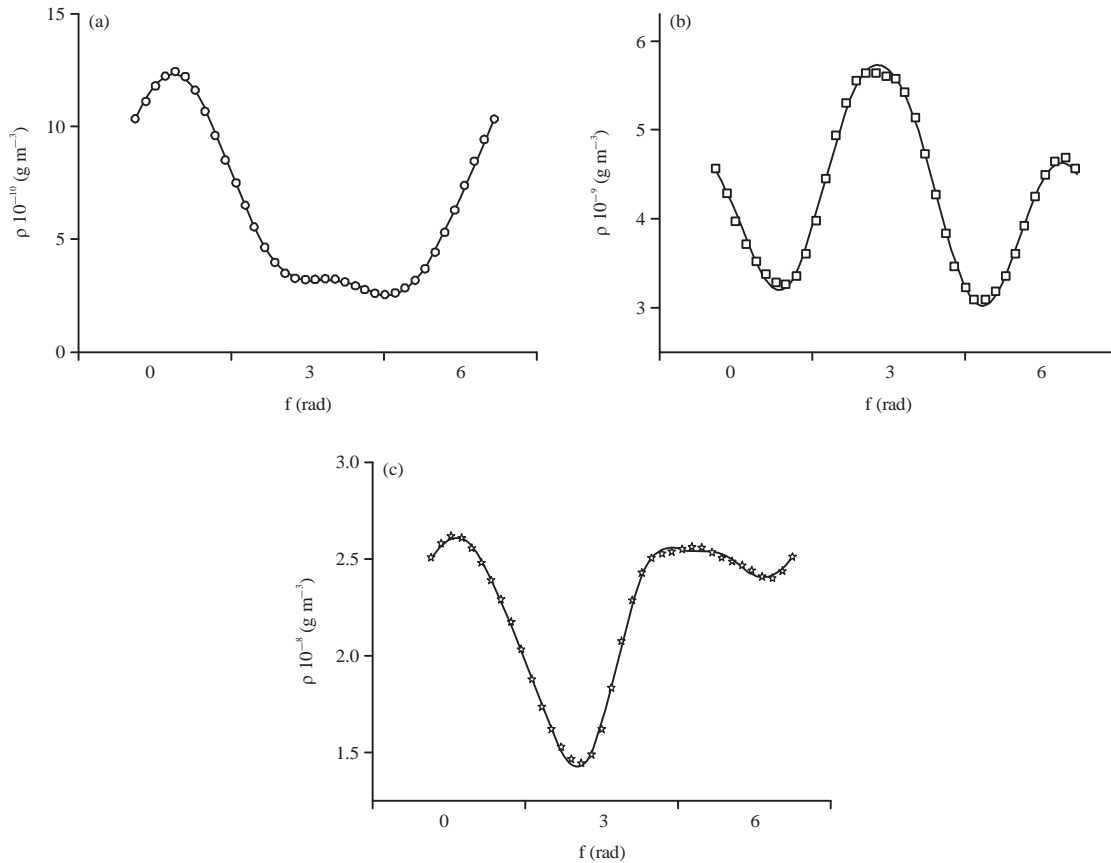 (a)
15
10
5
0
ρ 10⁻¹⁰ (g m⁻³)
0 3 6
f (rad)
(b)
6
5
4
3
ρ 10⁻⁹ (g m⁻³)
0 3 6
f (rad)
(c)
3.0
2.5
2.0
1.5
ρ 10⁻⁸ (g m⁻³)
0 3 6
f (rad)